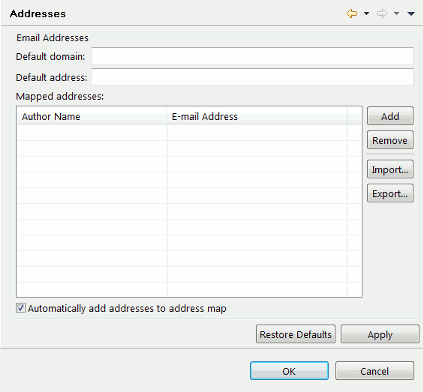 Addresses
Email Addresses
Default domain:
Default address:
Mapped addresses:
Author Name E-mail Address
Add
Remove
Import...
Export...
Automatically add addresses to address map
Restore Defaults Apply
OK Cancel